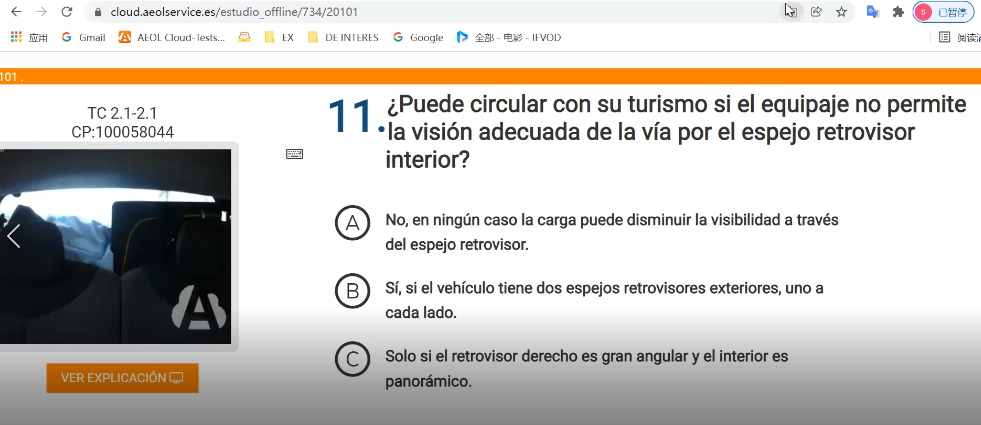 cloud.aeolservice.es/estudio_offline/734/20101
S 已暂停
应用 Gmail AEOL Cloud-Tests... EX DE INTERES Google 全部 - 电影 - IFVOD
101 .
TC 2.1-2.1
CP:100058044
VER EXPLICACIÓN
11. ¿Puede circular con su turismo si el equipaje no permite
la visión adecuada de la vía por el espejo retrovisor
interior?
A No, en ningún caso la carga puede disminuir la visibilidad a través
del espejo retrovisor.
B Sí, si el vehículo tiene dos espejos retrovisores exteriores, uno a
cada lado.
C Solo si el retrovisor derecho es gran angular y el interior es
panorámico.